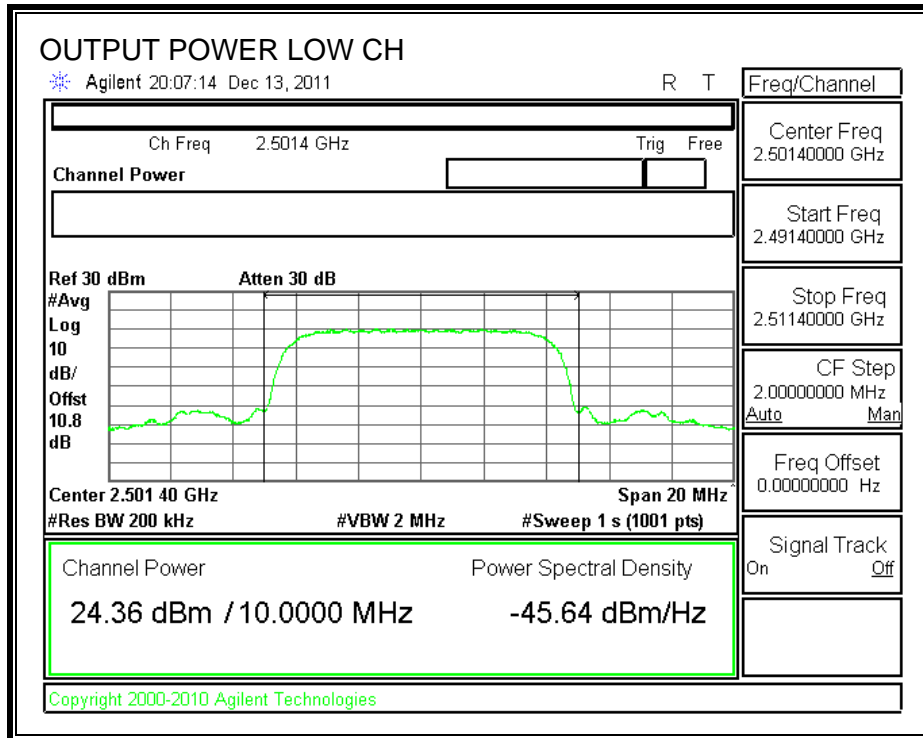 OUTPUT POWER LOW CH
Agilent 20:07:14 Dec 13, 2011 R T
Ch Freq 2.5014 GHz Trig Free
Channel Power
Ref 30 dBm Atten 30 dB
#Avg
Log
10
dB/
Offst
10.8
dB
Center 2.501 40 GHz Span 20 MHz^
#Res BW 200 kHz #VBW 2 MHz #Sweep 1 s (1001 pts)
Channel Power Power Spectral Density
24.36 dBm / 10.0000 MHz -45.64 dBm/Hz
Copyright 2000-2010 Agilent Technologies
Freq/Channel
Center Freq
2.50140000 GHz
Start Freq
2.49140000 GHz
Stop Freq
2.51140000 GHz
CF Step
2.00000000 MHz
Auto Man
Freq Offset
0.00000000 Hz
Signal Track
On Off